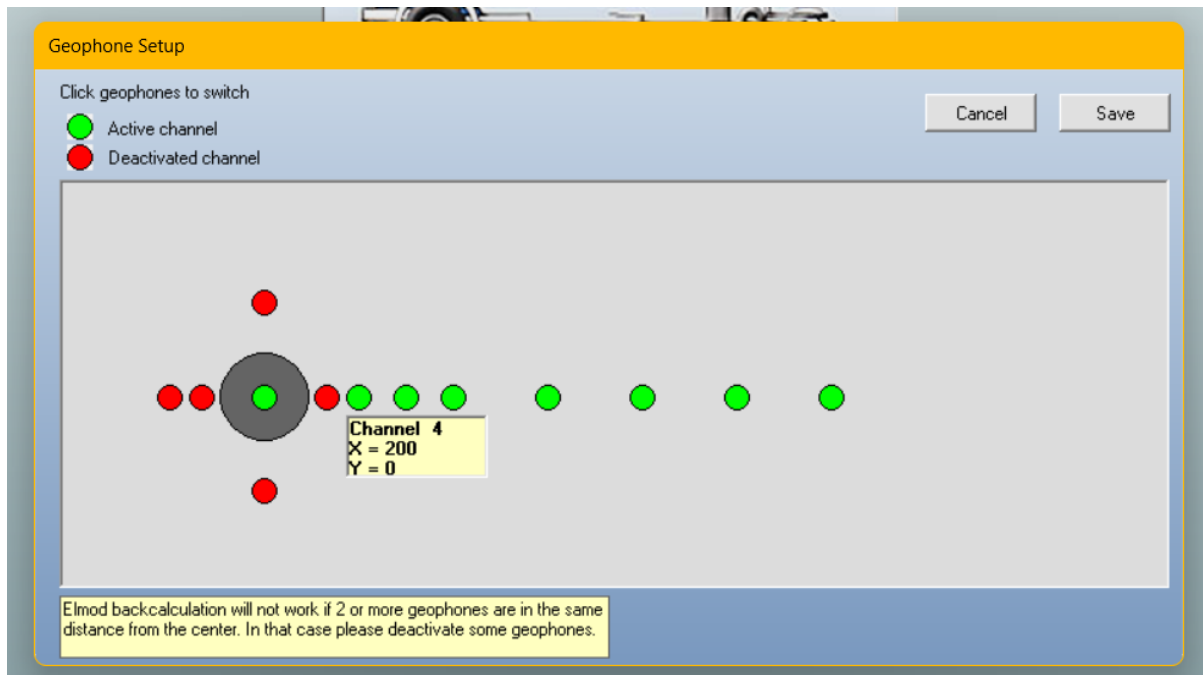 Geophone Setup
Click geophones to switch
Active channel
Deactivated channel
Cancel
Save
Channel 4
X = 200
Y = 0
Elmod backcalculation will not work if 2 or more geophones are in the same
distance from the center. In that case please deactivate some geophones.